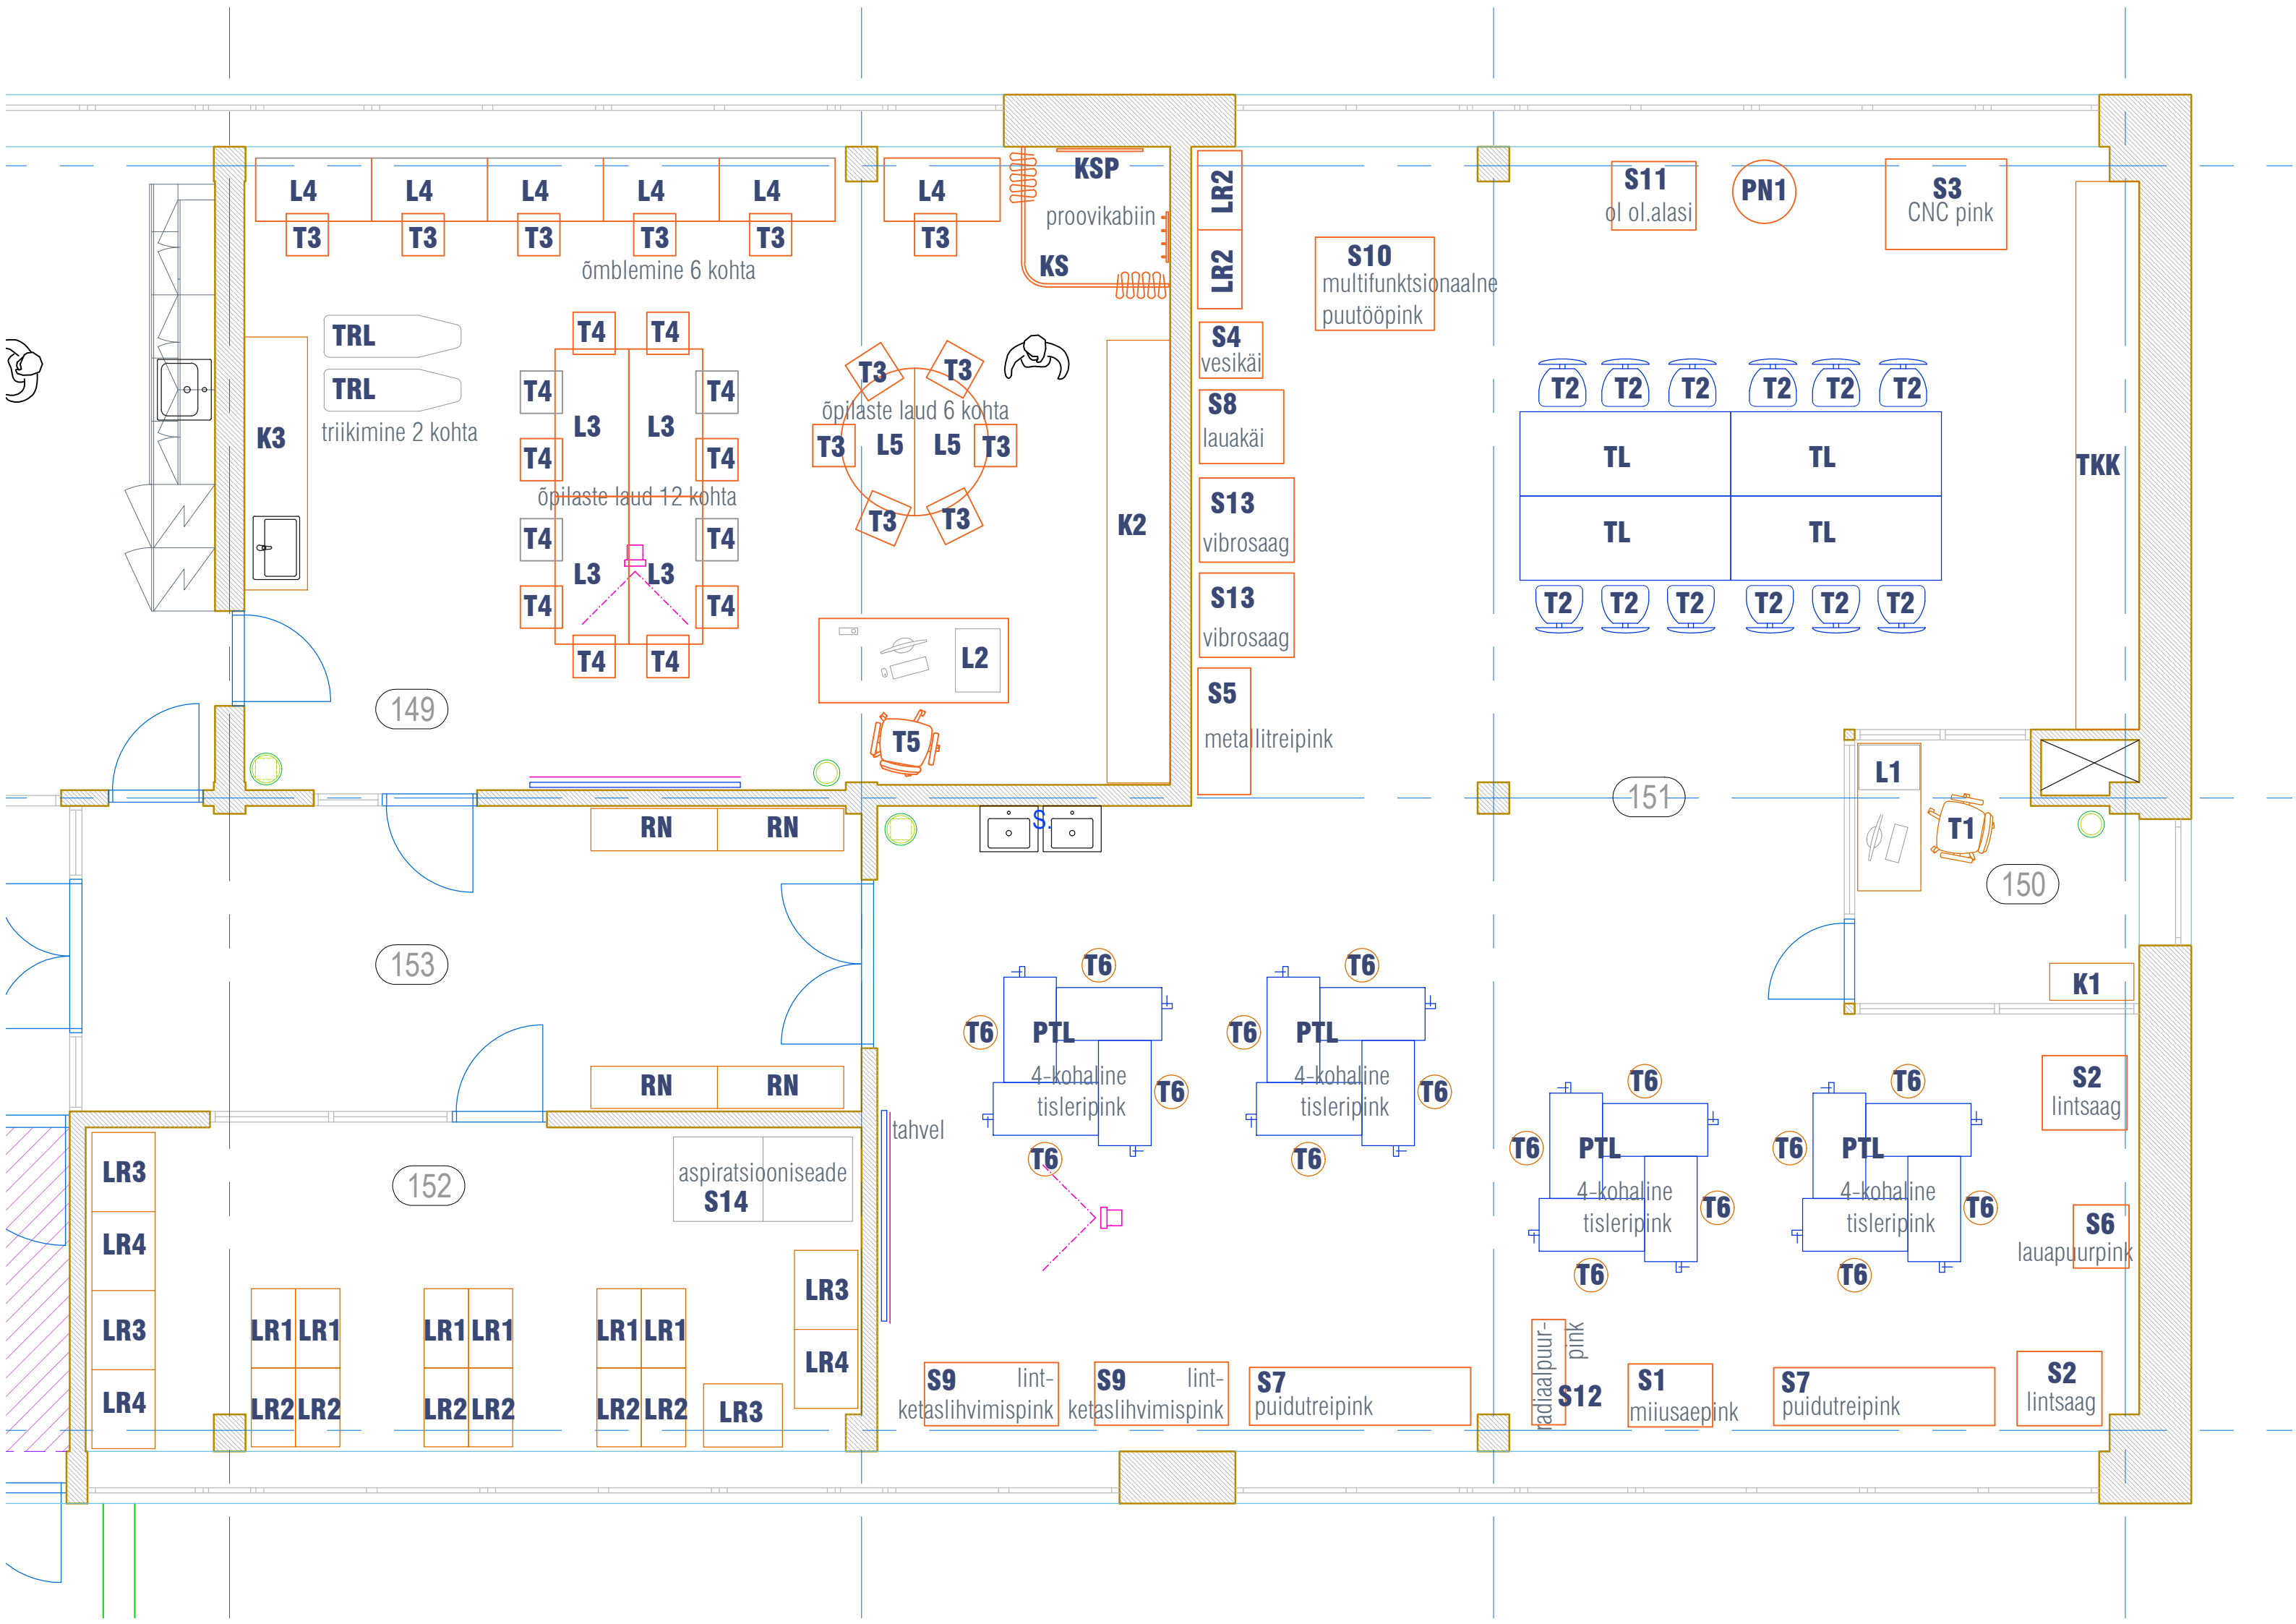 L4 L4 L4 L4 L4 L4
T3 T3 T3 T3 T3 T3
õmblemine 6 kohta
KSP
proovikabiin
KS
TRL
TRL
triikimine 2 kohta
K3
T4 T4
T4 T4
L3 L3
T4 T4
õpilaste laud 12 kohta
T4 T4
L3 L3
T4 T4
T4 T4
T3 T3
õpilaste laud 6 kohta
T3 L5 L5 T3
T3 T3
K2
L2
T5
149
LR2
LR2
S4
vesikäi
S8
lauakäi
S13
vibrosaag
S13
vibrosaag
S5
metallitreipink
S10
multifunktsionaalne
puutööpink
S11
ol ol.alasi
PN1
S3
CNC pink
T2 T2 T2 T2 T2 T2
TL TL
TL TL
T2 T2 T2 T2 T2 T2
TKK
151
L1
T1
150
K1
S.
RN RN
153
RN RN
T6
T6
PTL
4-kohaline
tisleripink
T6
T6
T6
T6
PTL
4-kohaline
tisleripink
T6
T6
T6
T6
PTL
4-kohaline
tisleripink
T6
T6
T6
T6
PTL
4-kohaline
tisleripink
T6
T6
S2
lintsaag
S6
lauapuurpink
tahvel
152
aspiratsiooniseade
S14
LR3
LR4
LR3
LR4
LR1 LR1 LR1 LR1 LR1 LR1
LR2 LR2 LR2 LR2 LR2 LR2
LR3
LR3
LR4
S9 lint-
ketaslihvimispink
S9 lint-
ketaslihvimispink
S7
puidutreipink
radiaalpuur-
pink
S12
S1
miiusaepink
S7
puidutreipink
S2
lintsaag